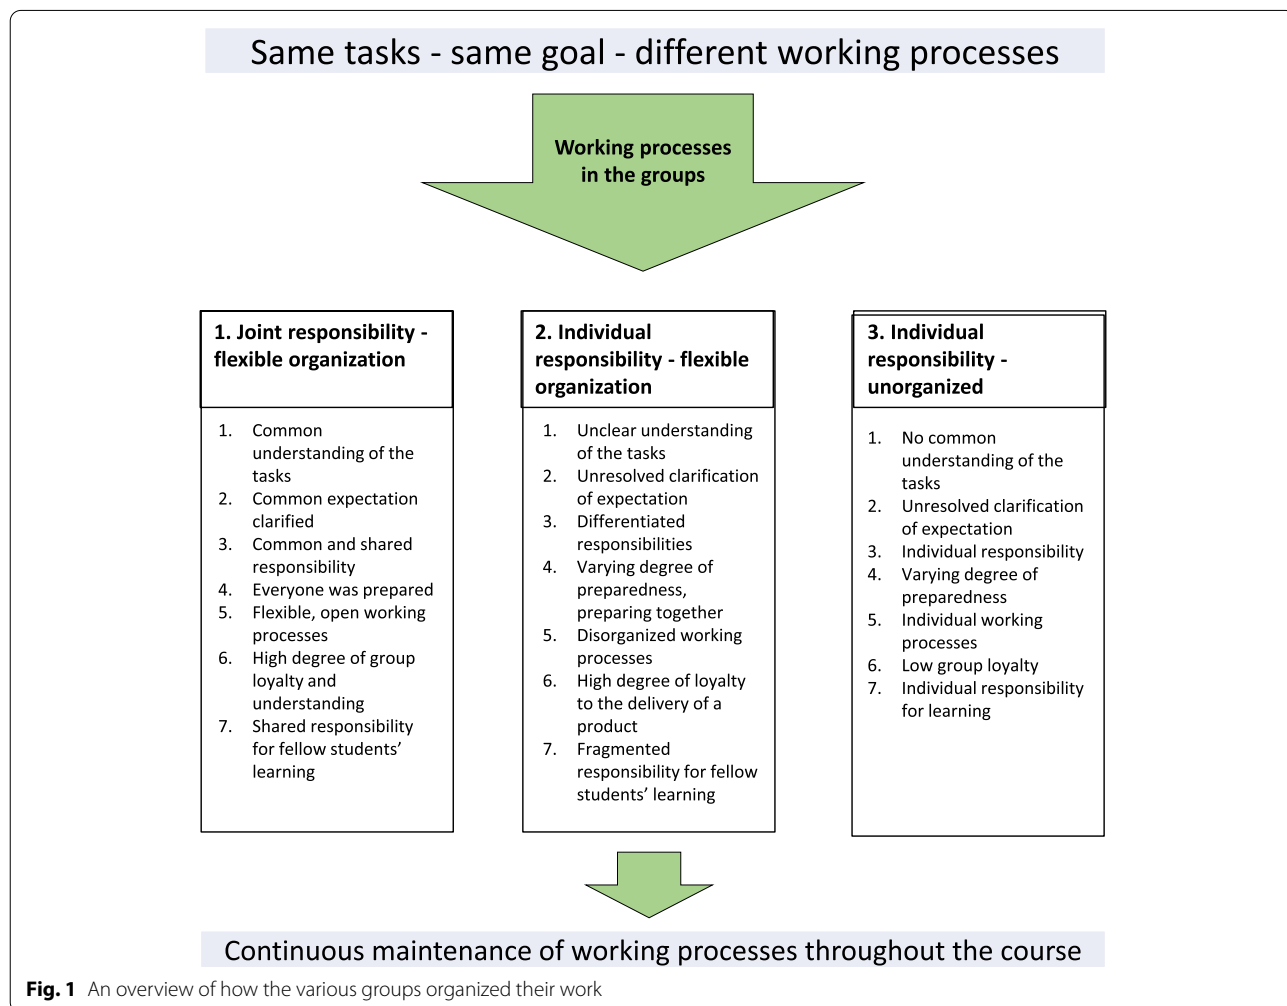 Same tasks - same goal - different working processes
Working processes
in the groups
1. Joint responsibility -
flexible organization
1. Common
understanding of the
tasks
2. Common expectation
clarified
3. Common and shared
responsibility
4. Everyone was prepared
5. Flexible, open working
processes
6. High degree of group
loyalty and
understanding
7. Shared responsibility
for fellow students’
learning
2. Individual
responsibility - flexible
organization
1. Unclear understanding
of the tasks
2. Unresolved clarification
of expectation
3. Differentiated
responsibilities
4. Varying degree of
preparedness,
preparing together
5. Disorganized working
processes
6. High degree of loyalty
to the delivery of a
product
7. Fragmented
responsibility for fellow
students’ learning
3. Individual
responsibility -
unorganized
1. No common
understanding of the
tasks
2. Unresolved clarification
of expectation
3. Individual responsibility
4. Varying degree of
preparedness
5. Individual working
processes
6. Low group loyalty
7. Individual responsibility
for learning
Continuous maintenance of working processes throughout the course
Fig. 1 An overview of how the various groups organized their work